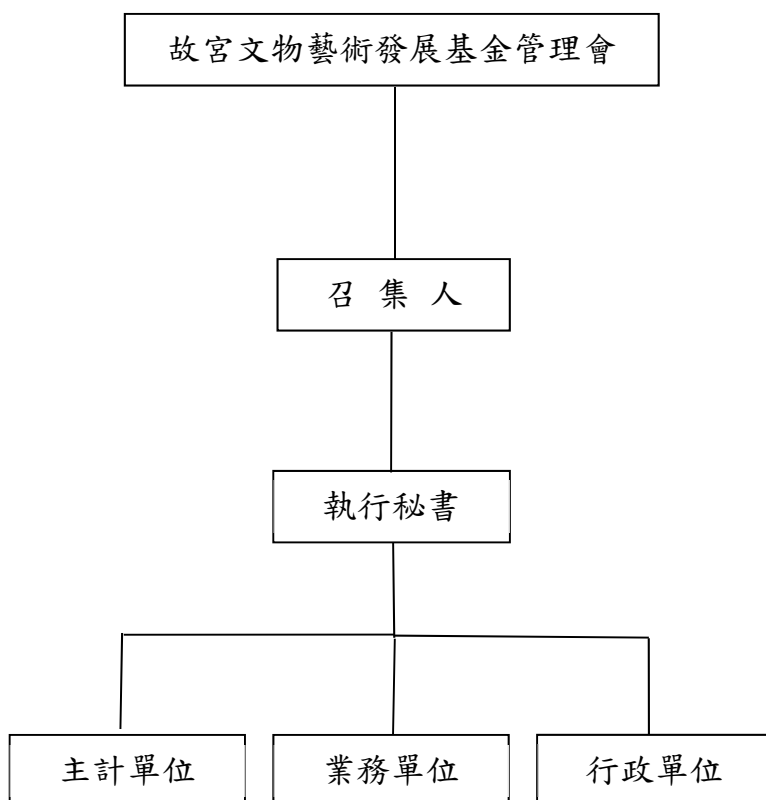 故宮文物藝術發展基金管理會
召 集 人
執行秘書
主計單位
業務單位
行政單位